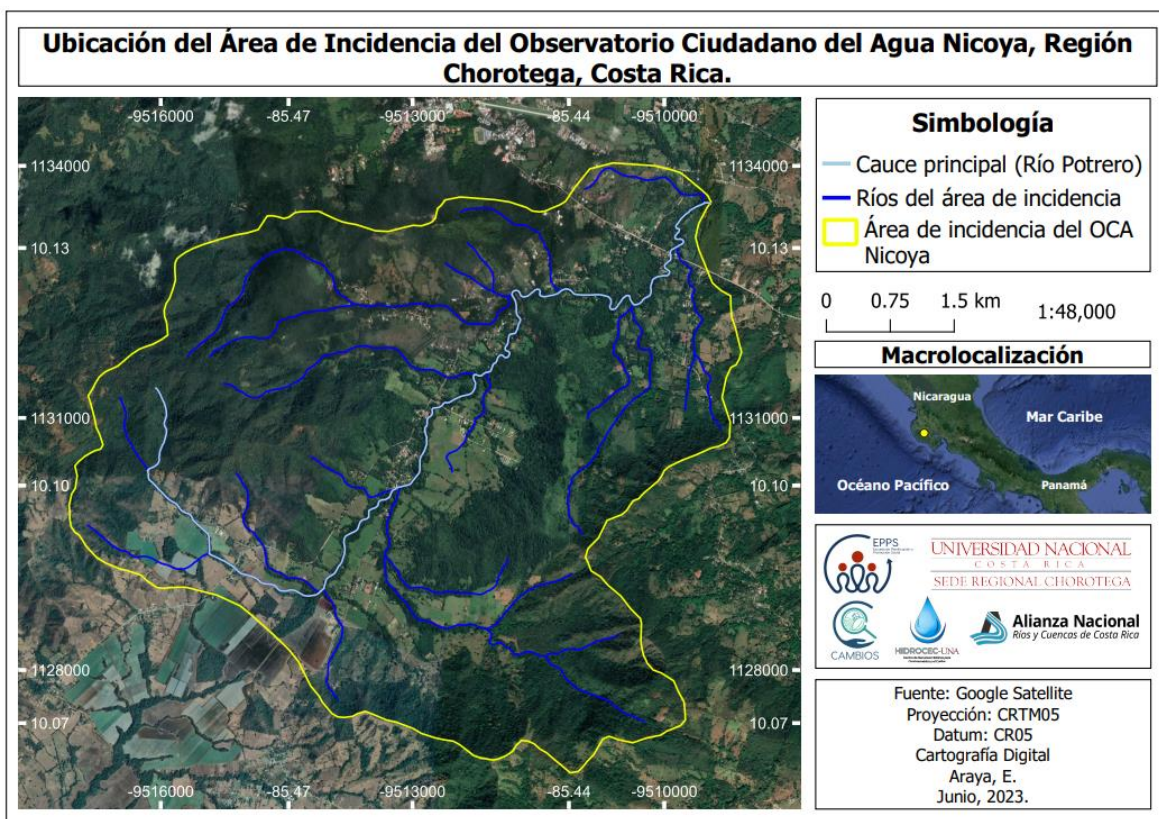 Ubicación del Área de Incidencia del Observatorio Ciudadano del Agua Nicoya, Región
Chorotega, Costa Rica.
-9516000 -85.47 -9513000 -85.44 -9510000
1134000 1134000
10.13 10.13
1131000 1131000
10.10 10.10
1128000 1128000
10.07 10.07
-9516000 -85.47 -9513000 -85.44 -9510000
Simbología
Cauce principal (Río Potrero)
Ríos del área de incidencia
Área de incidencia del OCA
Nicoya
0 0.75 1.5 km 1:48,000
Macrolocalización
Nicaragua
Mar Caribe
Océano Pacífico
Panamá
EPPS
UNIVERSIDAD NACIONAL
COSTA RICA
SEDE REGIONAL CHOROTEGA
CAMBIOS
HIDROCEC-UNA
Alianza Nacional
Ríos y Cuencas de Costa Rica
Fuente: Google Satellite
Proyección: CRTM05
Datum: CR05
Cartografía Digital
Araya, E.
Junio, 2023.